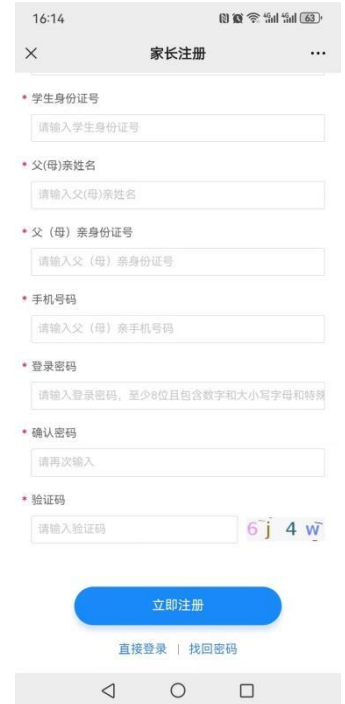 16:14
63
家长注册
* 学生身份证号
请输入学生身份证号
* 父(母)亲姓名
请输入父(母)亲姓名
* 父（母）亲身份证号
请输入父（母）亲身份证号
* 手机号码
请输入父（母）亲手机号码
* 登录密码
请输入登录密码，至少8位且包含数字和大小写字母和特殊
* 确认密码
请再次输入
* 验证码
请输入验证码
6j4w
立即注册
直接登录 | 找回密码